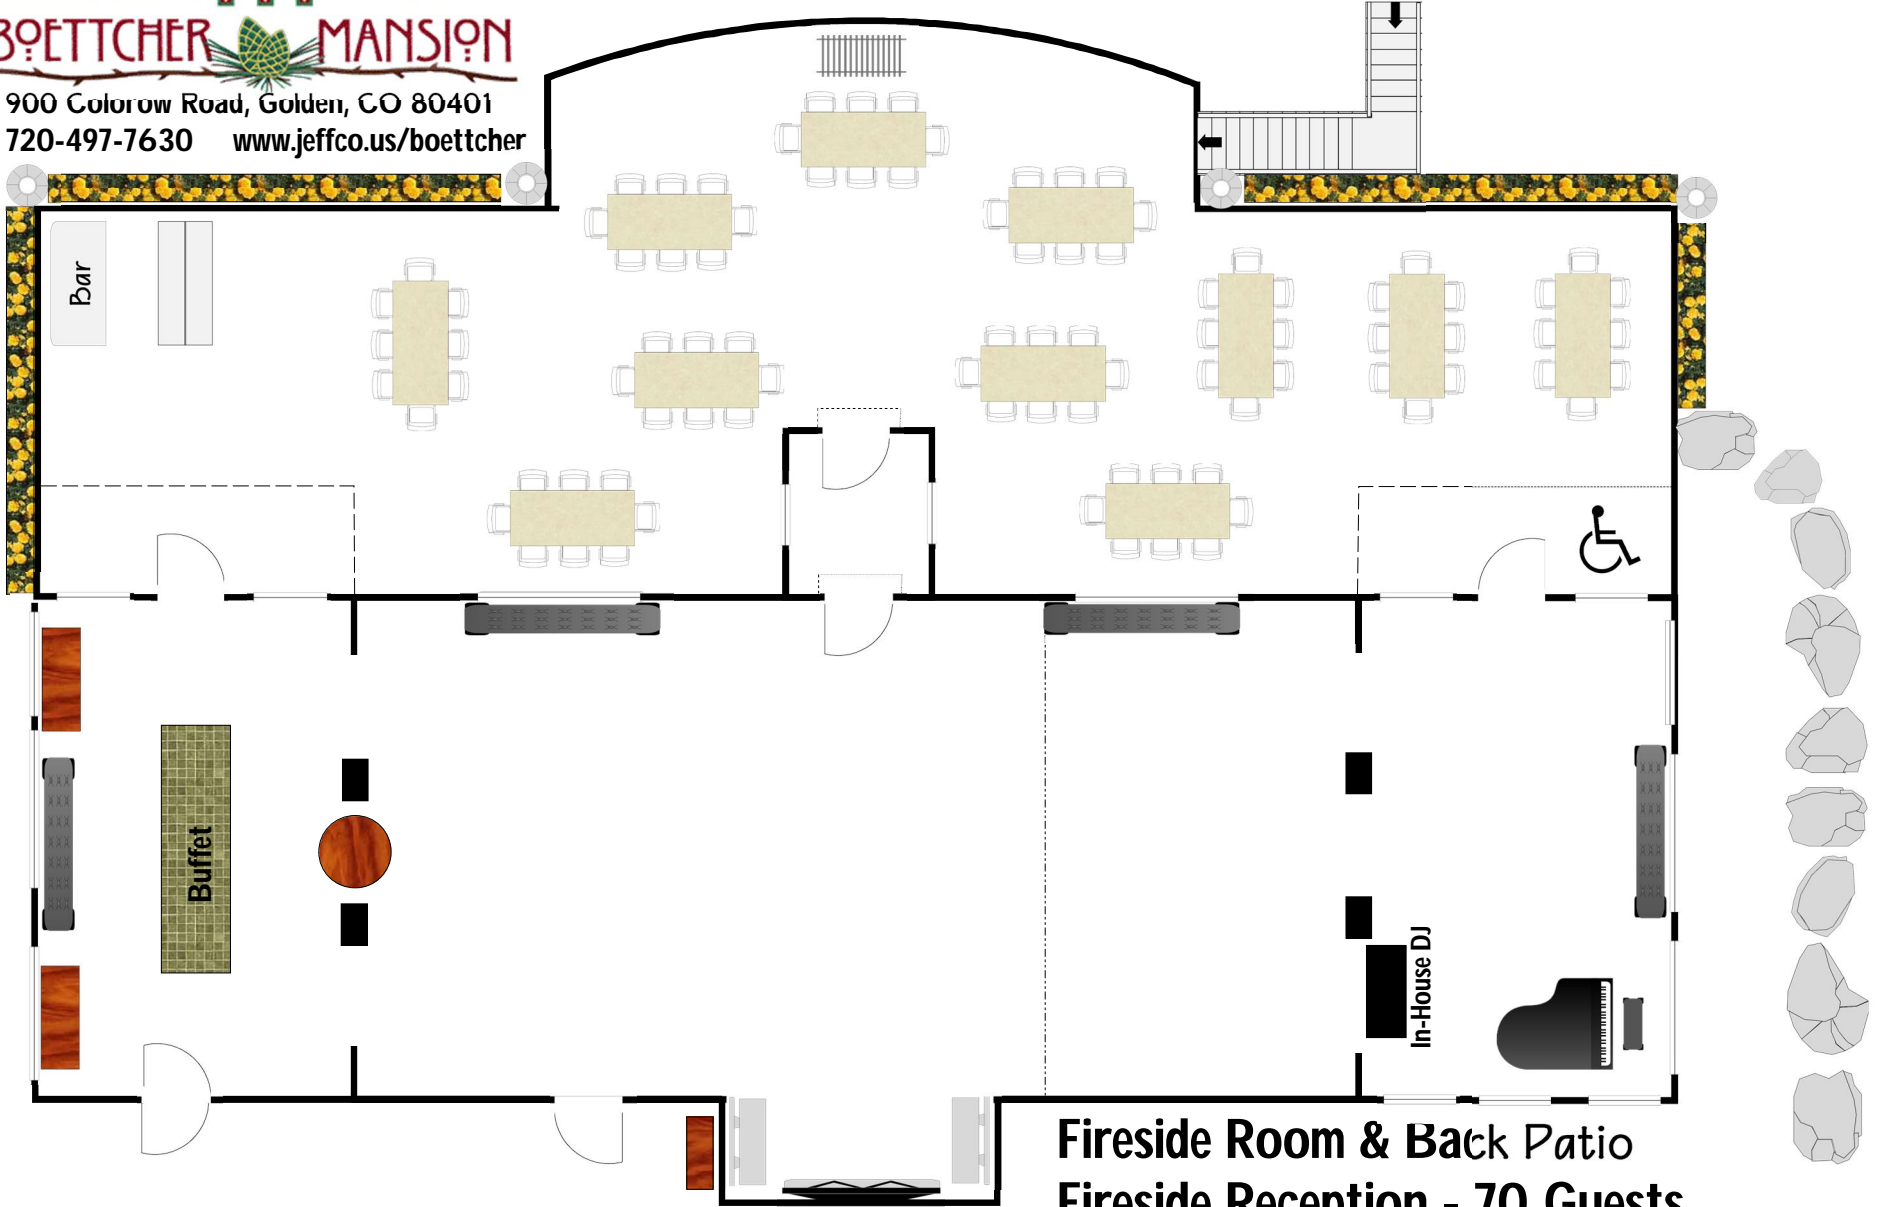 BOETTCHER MANSION
900 Colorow Road, Golden, CO 80401
720-497-7630 www.jeffco.us/boettcher
Bar
Buffet
In-House DJ
Fireside Room & Back Patio
Fireside Reception - 70 Guests